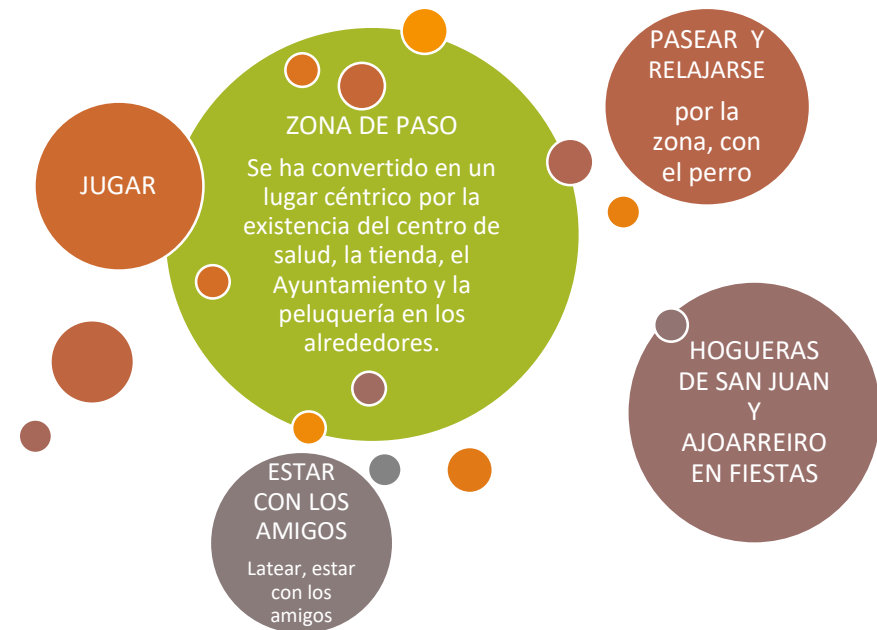 ZONA DE PASO
Se ha convertido en un
lugar céntrico por la
existencia del centro de
salud, la tienda, el
Ayuntamiento y la
peluquería en los
alrededores.
JUGAR
PASEAR Y
RELAJARSE
por la
zona, con
el perro
HOGUERAS
DE SAN JUAN
Y
AJOARREIRO
EN FIESTAS
ESTAR
CON LOS
AMIGOS
Latear, estar
con los
amigos